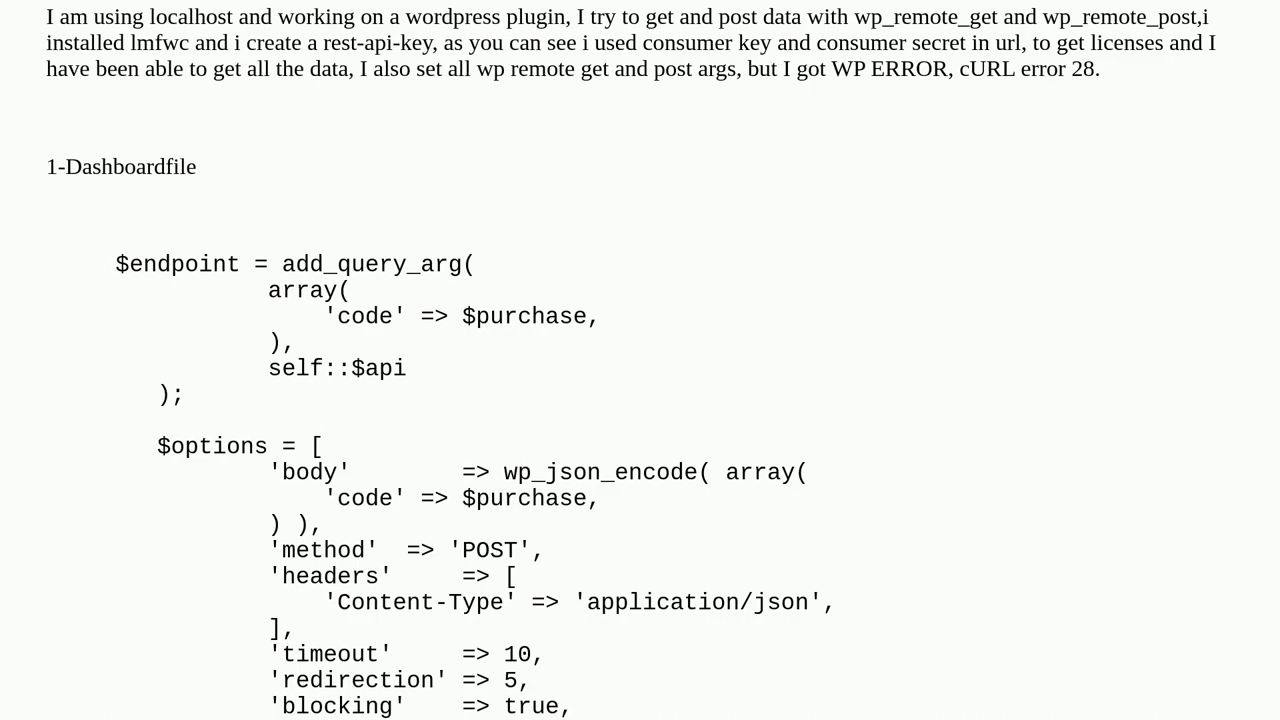 I am using localhost and working on a wordpress plugin, I try to get and post data with wp_remote_get and wp_remote_post,i
installed lmfwc and i create a rest-api-key, as you can see i used consumer key and consumer secret in url, to get licenses and I
have been able to get all the data, I also set all wp remote get and post args, but I got WP ERROR, cURL error 28.
1-Dashboardfile
$endpoint = add_query_arg(
array(
'code' => $purchase,
),
self::$api
);
$options = [
'body' => wp_json_encode( array(
'code' => $purchase,
) ),
'method' => 'POST',
'headers' => [
'Content-Type' => 'application/json',
],
'timeout' => 10,
'redirection' => 5,
'blocking' => true,